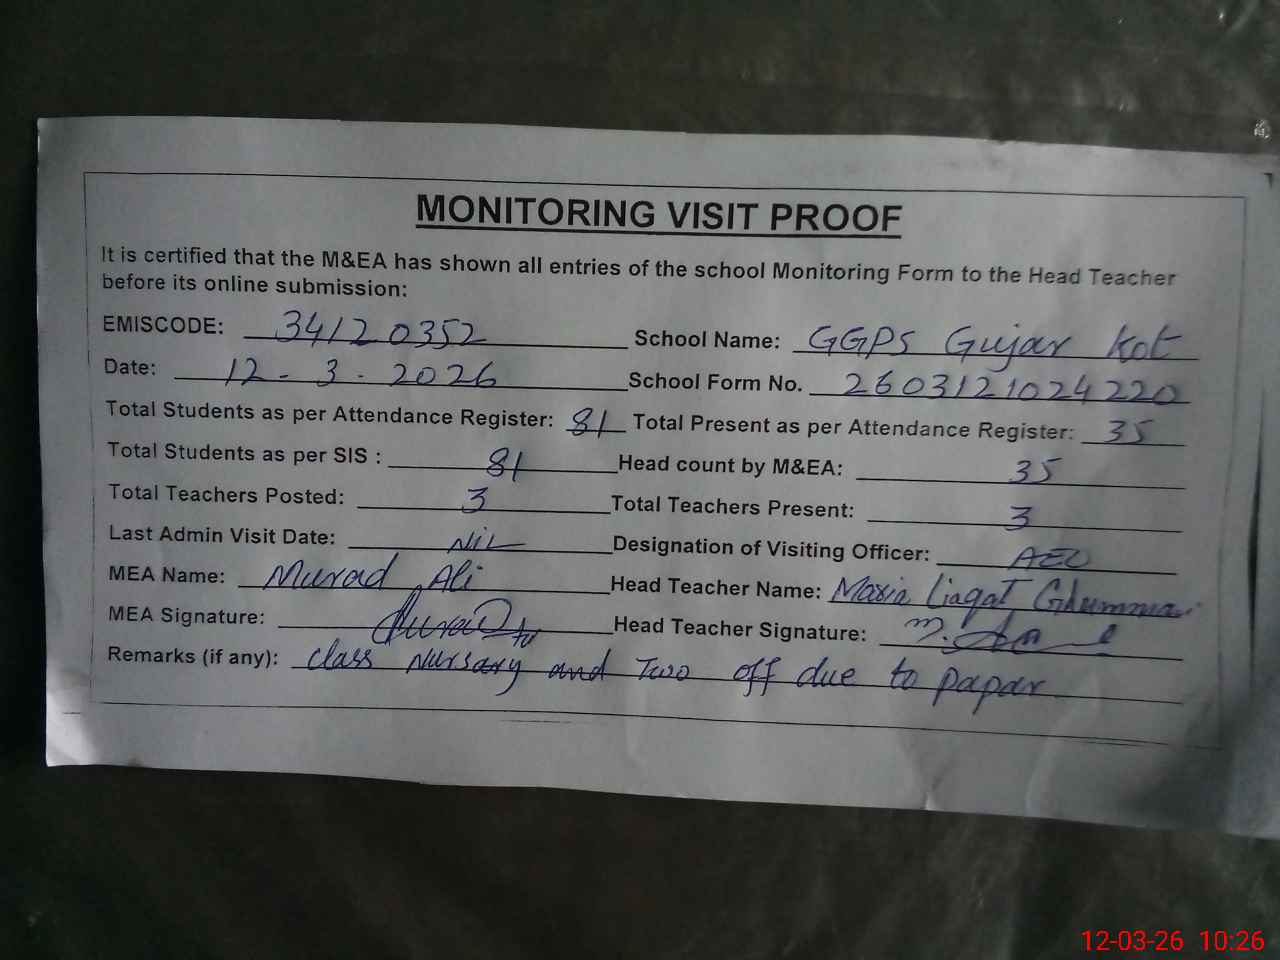 MONITORING VISIT PROOF
It is certified that the M&EA has shown all entries of the school Monitoring Form to the Head Teacher
before its online submission:
EMISCODE: 34120352 School Name: GGPS Gujar Kot
Date: 12-3-2026 School Form No. 2603121024220
Total Students as per Attendance Register: 81 Total Present as per Attendance Register: 35
Total Students as per SIS : 81 Head count by M&EA: 35
Total Teachers Posted: 3 Total Teachers Present: 3
Last Admin Visit Date: NiL Designation of Visiting Officer: AEO
MEA Name: Murad Ali Head Teacher Name: Maria Liaqat Ghumman
MEA Signature: Head Teacher Signature:
Remarks (if any): class Nursary and Two off due to papar
12-03-26 10:26